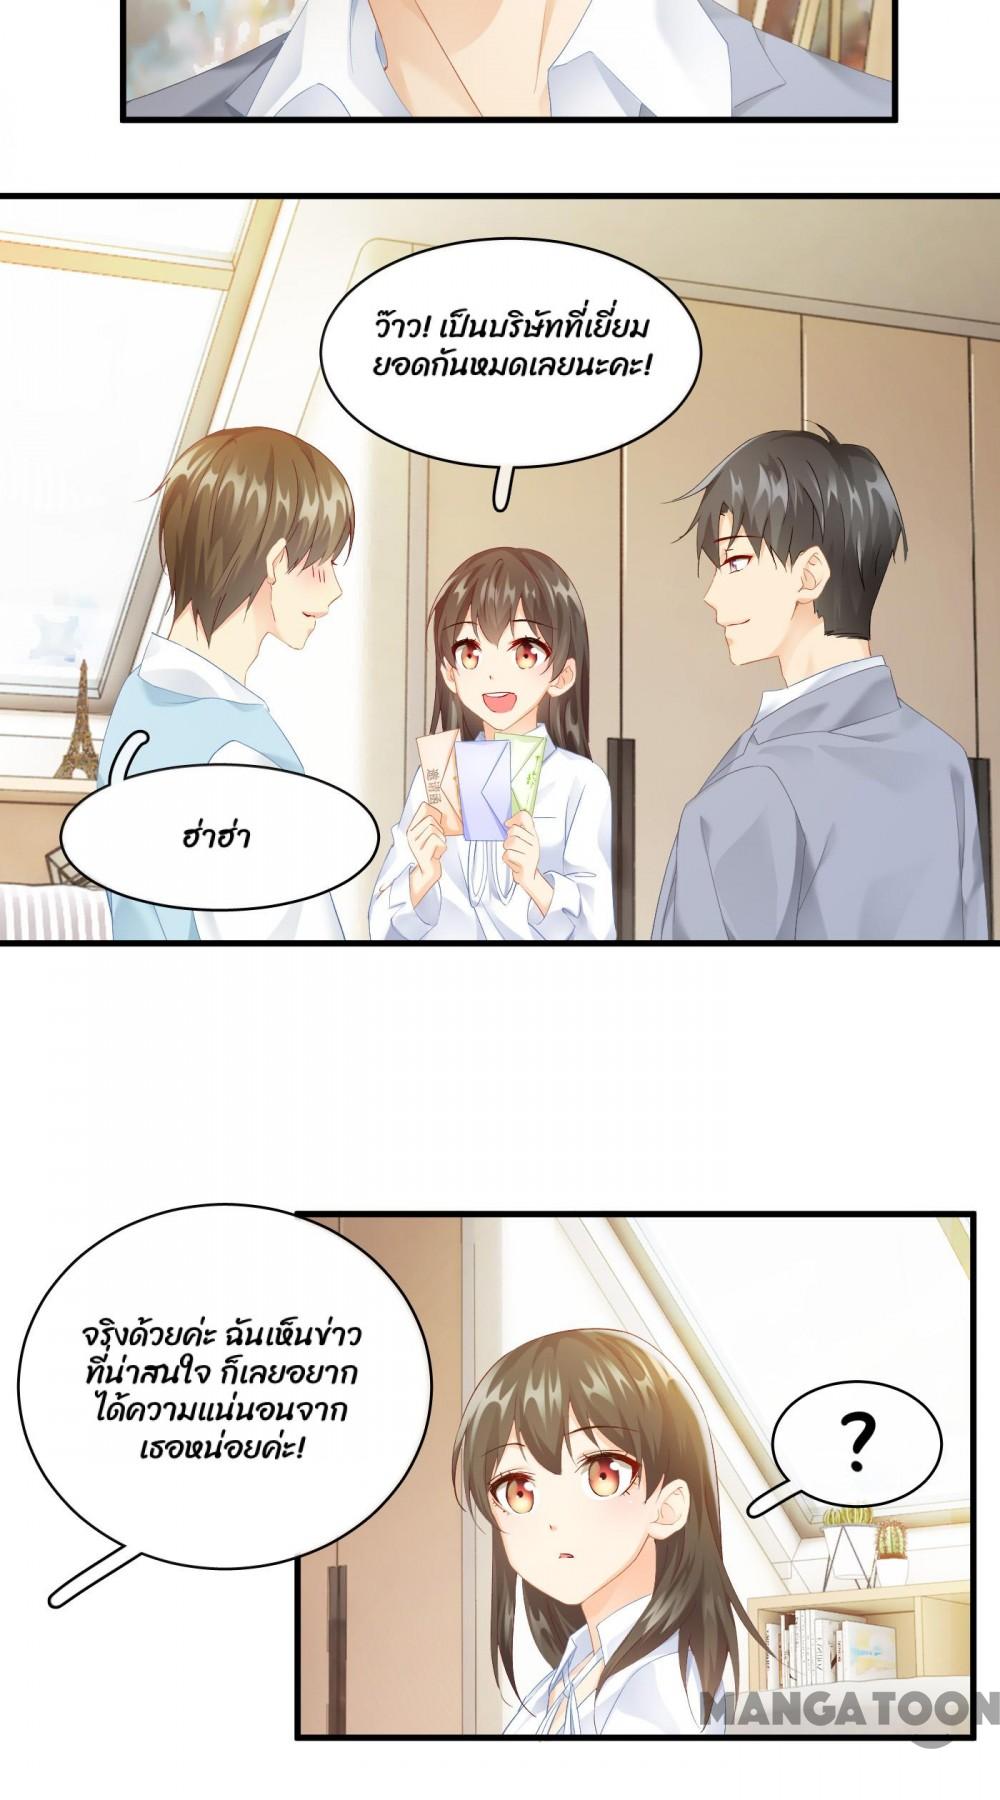 ว๊าว! เป็นบริษัทที่เยี่ยม
ยอดกันหมดเลยนะคะ!
邀请函
ฮ่าฮ่า
จริงด้วยค่ะ ฉันเห็นข่าว
ที่น่าสนใจ ก็เลยอยาก
ได้ความแน่นอนจาก
เธอหน่อยค่ะ!
?
MANGATOON